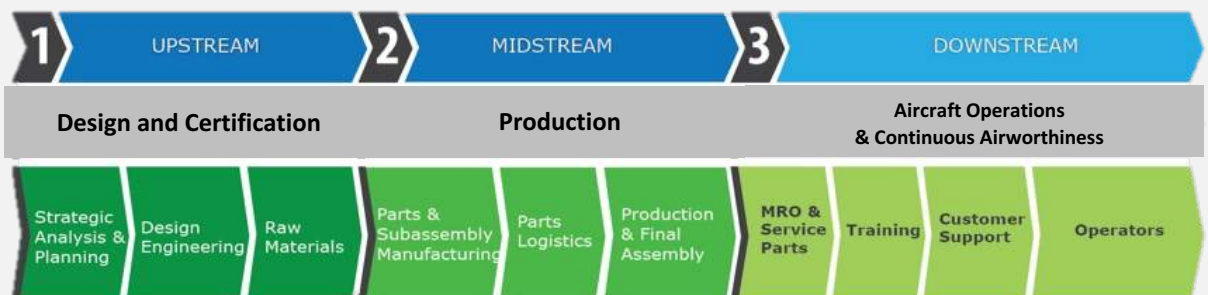 1 UPSTREAM 2 MIDSTREAM 3 DOWNSTREAM
Design and Certification
Production
Aircraft Operations
& Continuous Airworthiness
Strategic
Analysis &
Planning
Design
Engineering
Raw
Materials
Parts &
Subassembly
Manufacturing
Parts
Logistics
Production
& Final
Assembly
MRO &
Service
Parts
Training
Customer
Support
Operators